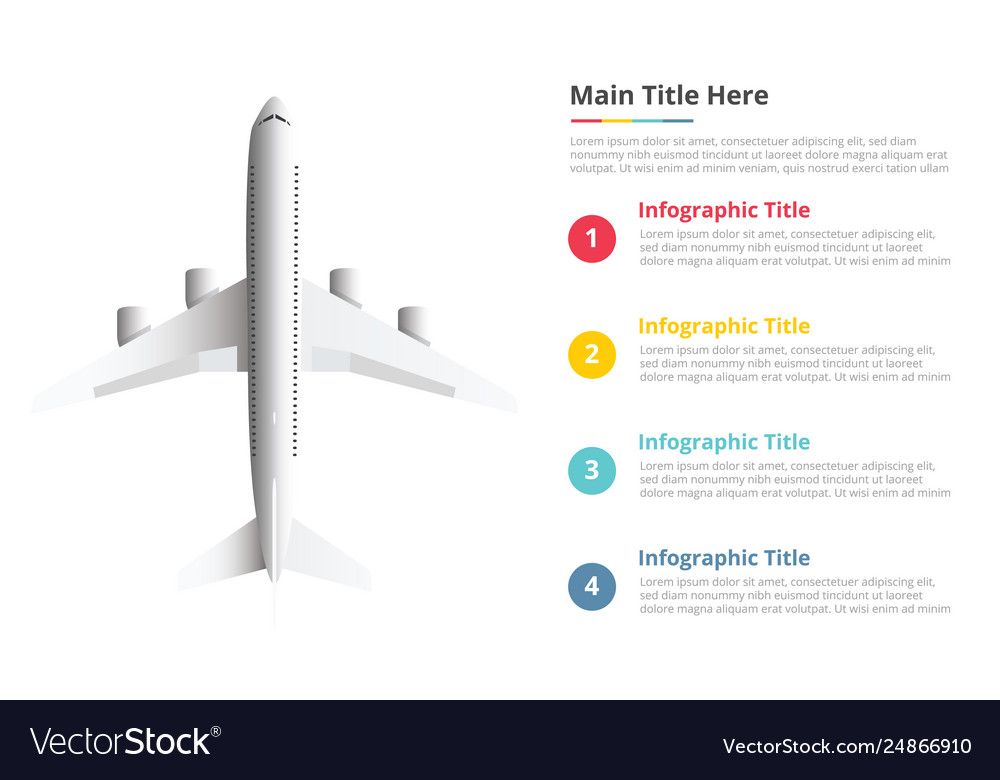 Main Title Here
Lorem ipsum dolor sit amet, consectetuer adipiscing elit, sed diam
nonummy nibh euismod tincidunt ut laoreet dolore magna aliquam erat
volutpat. Ut wisi enim ad minim veniam, quis nostrud exerci tation ullam
Infographic Title
1
Lorem ipsum dolor sit amet, consectetuer adipiscing elit,
sed diam nonummy nibh euismod tincidunt ut laoreet
dolore magna aliquam erat volutpat. Ut wisi enim ad minim
Infographic Title
2
Lorem ipsum dolor sit amet, consectetuer adipiscing elit,
sed diam nonummy nibh euismod tincidunt ut laoreet
dolore magna aliquam erat volutpat. Ut wisi enim ad minim
Infographic Title
3
Lorem ipsum dolor sit amet, consectetuer adipiscing elit,
sed diam nonummy nibh euismod tincidunt ut laoreet
dolore magna aliquam erat volutpat. Ut wisi enim ad minim
Infographic Title
4
Lorem ipsum dolor sit amet, consectetuer adipiscing elit,
sed diam nonummy nibh euismod tincidunt ut laoreet
dolore magna aliquam erat volutpat. Ut wisi enim ad minim
VectorStock®
VectorStock.com/24866910